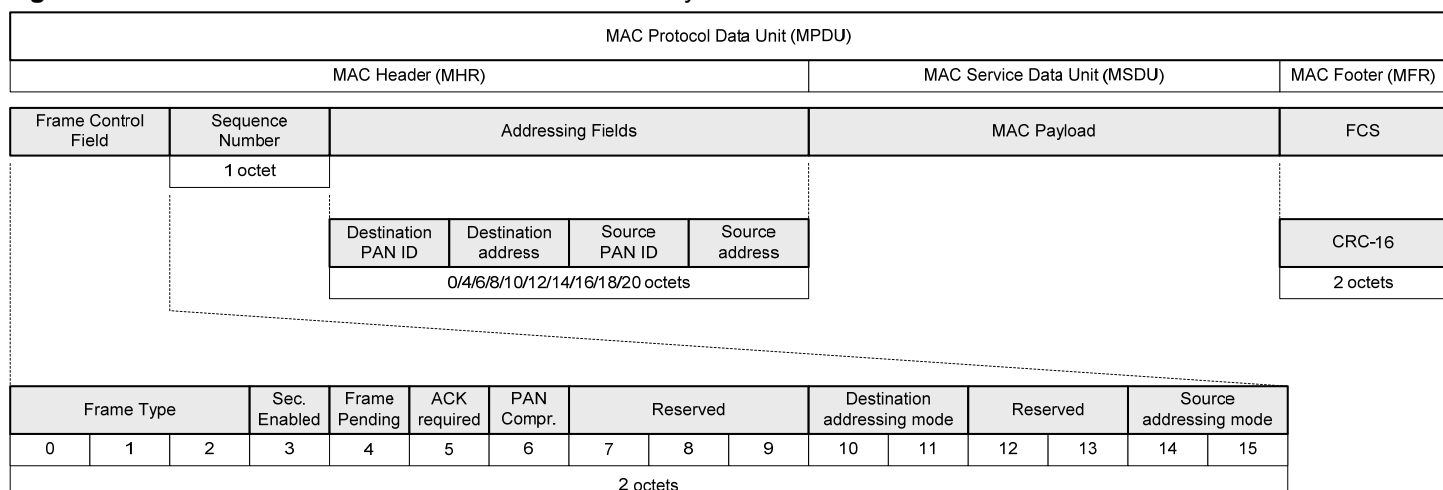 MAC Protocol Data Unit (MPDU)
MAC Header (MHR) MAC Service Data Unit (MSDU) MAC Footer (MFR)
Frame Control Field Sequence Number Addressing Fields MAC Payload FCS
1 octet
Destination PAN ID Destination address Source PAN ID Source address CRC-16
0/4/6/8/10/12/14/16/18/20 octets 2 octets
Frame Type Sec. Enabled Frame Pending ACK required PAN Compr. Reserved Destination addressing mode Reserved Source addressing mode
0 1 2 3 4 5 6 7 8 9 10 11 12 13 14 15
2 octets